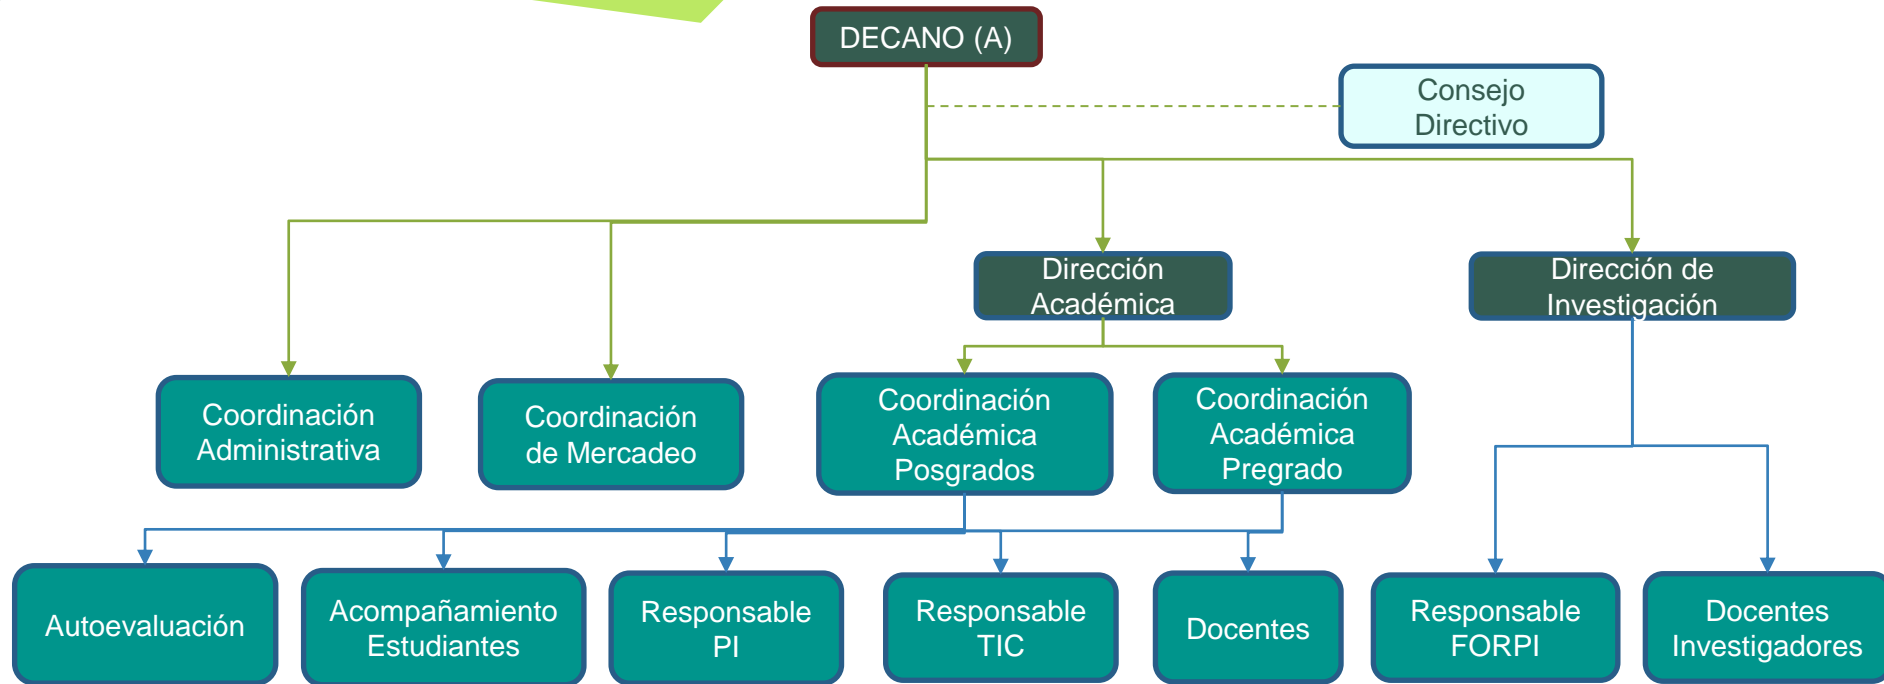 DECANO (A)
Consejo
Directivo
Dirección
Académica
Dirección de
Investigación
Coordinación
Administrativa
Coordinación
de Mercadeo
Coordinación
Académica
Posgrados
Coordinación
Académica
Pregrado
Autoevaluación
Acompañamiento
Estudiantes
Responsable
PI
Responsable
TIC
Docentes
Responsable
FORPI
Docentes
Investigadores